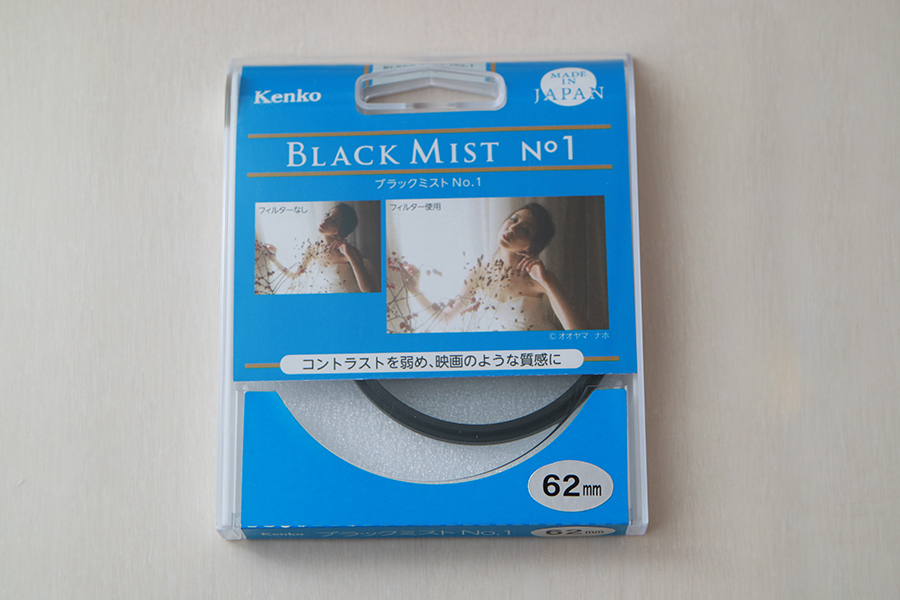 Kenko
MADE
IN
JAPAN
BLACK MIST No1
ブラックミスト No.1
フィルターなし
フィルター使用
© オオヤマ ナホ
コントラストを弱め、映画のような質感に
62mm
Kenko ブラックミスト No.1 62mm